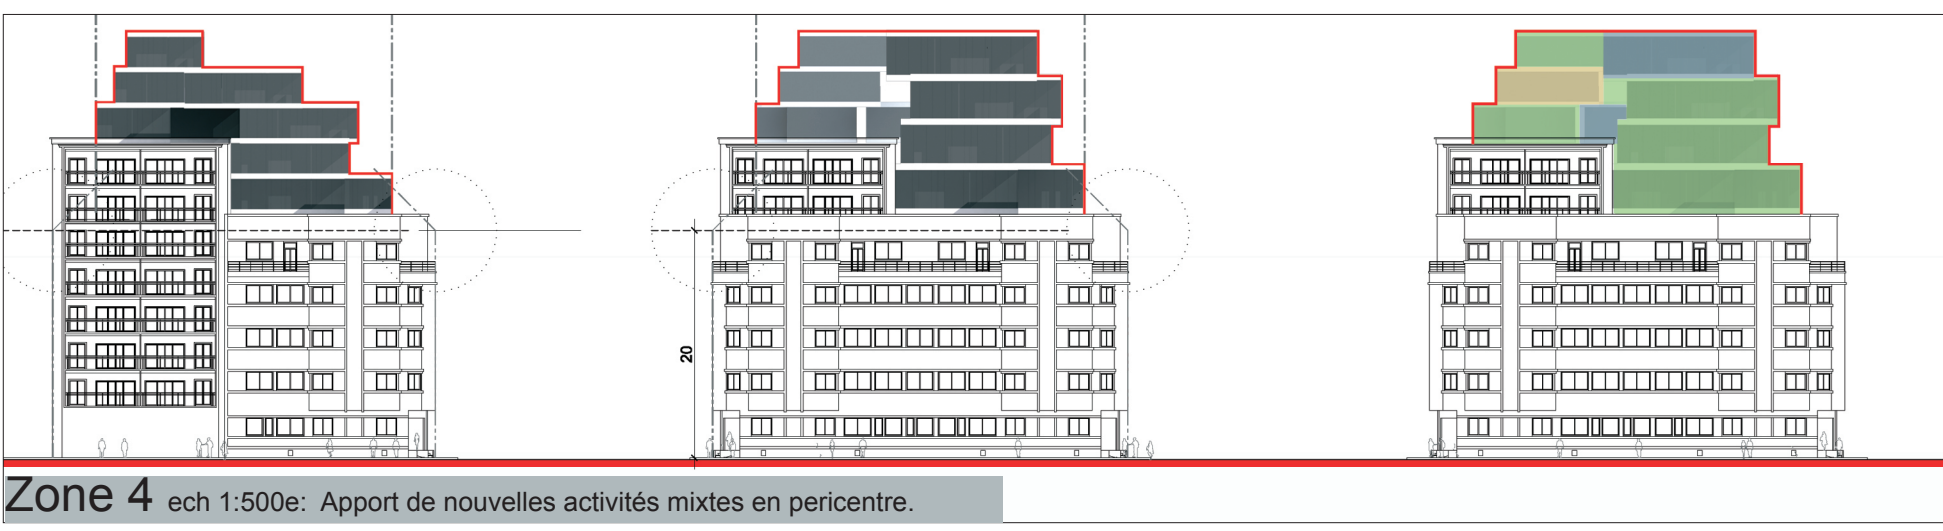 20
Zone 4 ech 1:500e: Apport de nouvelles activités mixtes en pericentre.